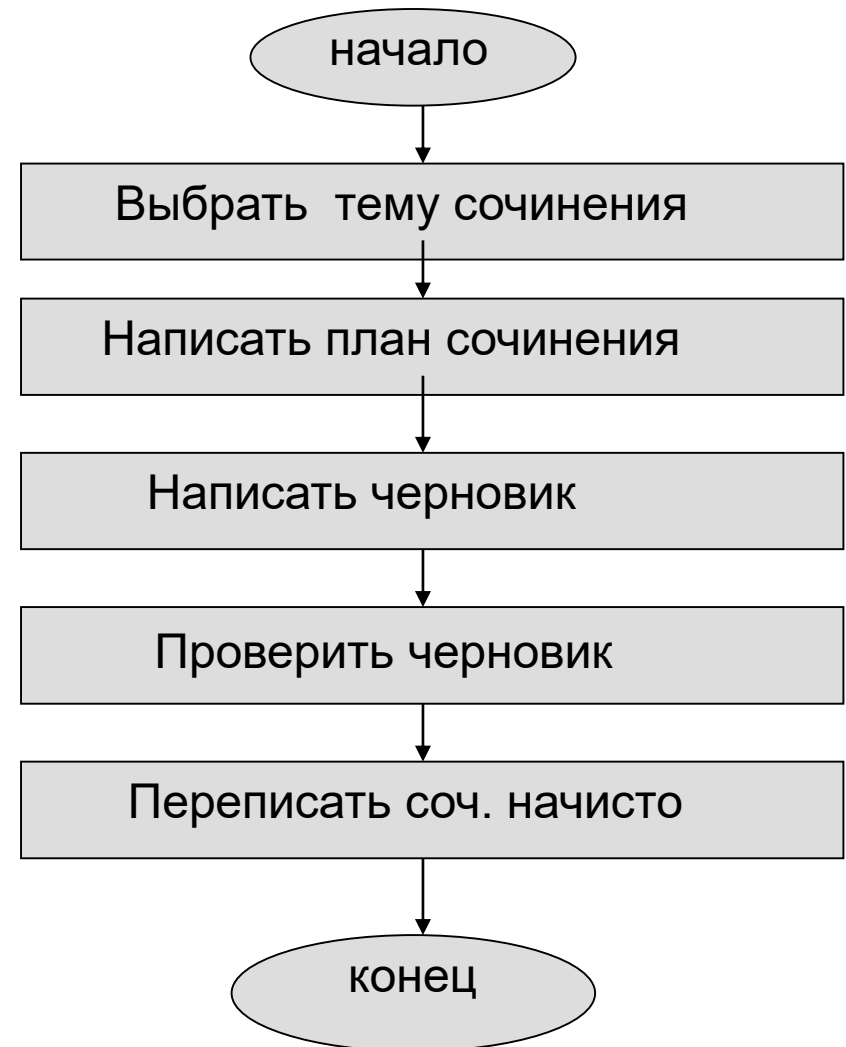 начало
Выбрать тему сочинения
Написать план сочинения
Написать черновик
Проверить черновик
Переписать соч. начисто
конец